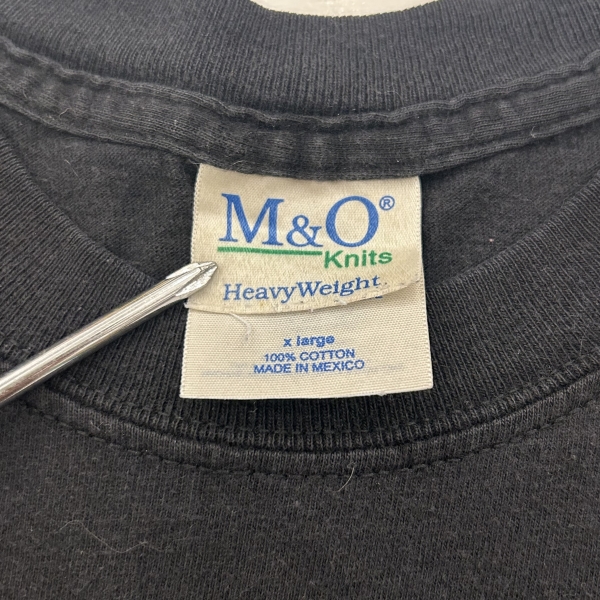 M&O®
Knits
HeavyWeight
x large
100% COTTON
MADE IN MEXICO